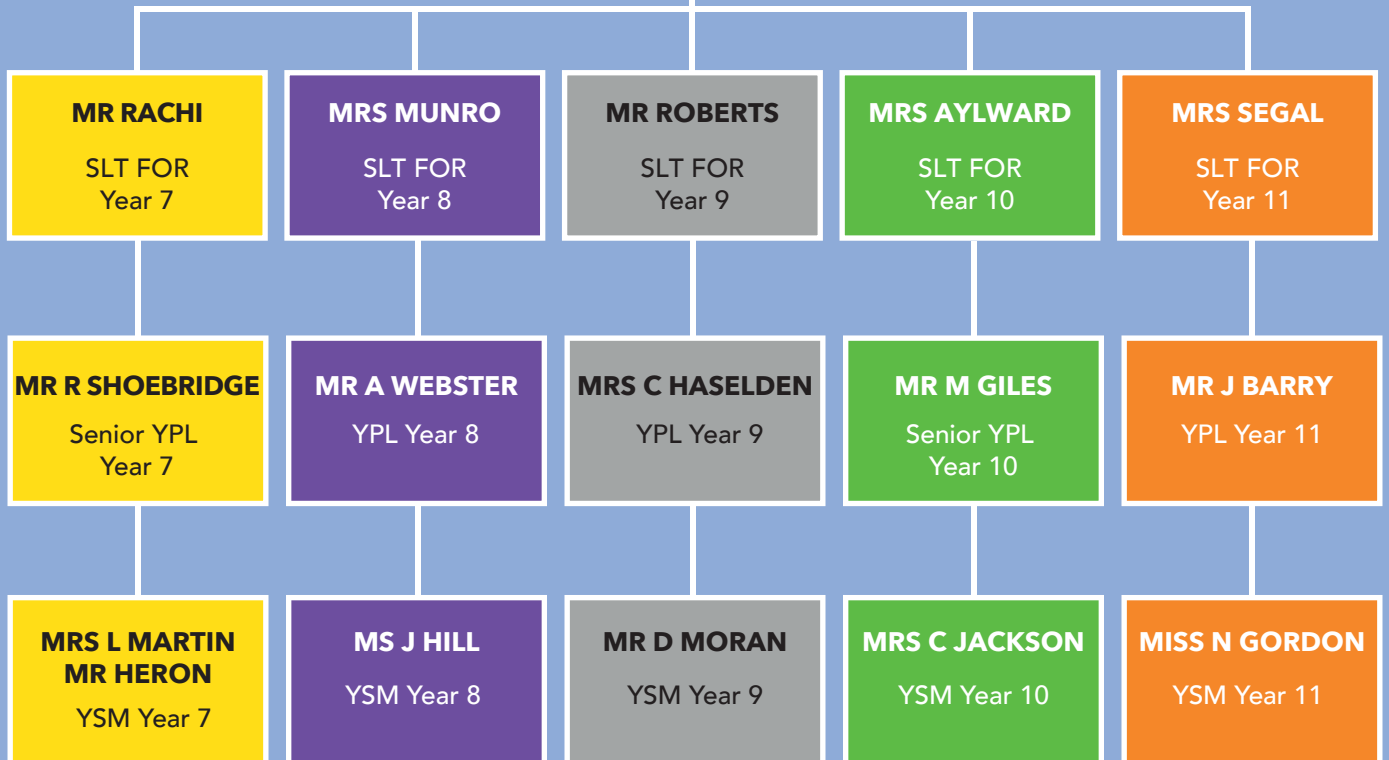 MR RACHI
SLT FOR
Year 7
MRS MUNRO
SLT FOR
Year 8
MR ROBERTS
SLT FOR
Year 9
MRS AYLWARD
SLT FOR
Year 10
MRS SEGAL
SLT FOR
Year 11
MR R SHOEBRIDGE
Senior YPL
Year 7
MR A WEBSTER
YPL Year 8
MRS C HASELDEN
YPL Year 9
MR M GILES
Senior YPL
Year 10
MR J BARRY
YPL Year 11
MRS L MARTIN
MR HERON
YSM Year 7
MS J HILL
YSM Year 8
MR D MORAN
YSM Year 9
MRS C JACKSON
YSM Year 10
MISS N GORDON
YSM Year 11